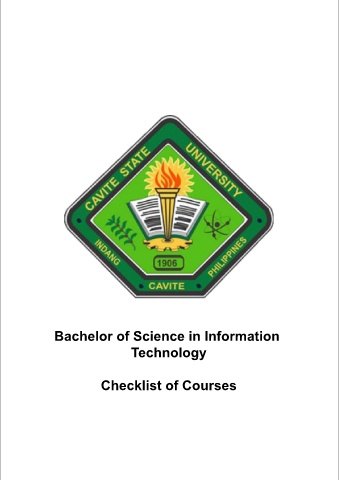 CAVITE STATE UNIVERSITY
INDANG
1906
PHILIPPINES
CAVITE
Bachelor of Science in Information
Technology
Checklist of Courses